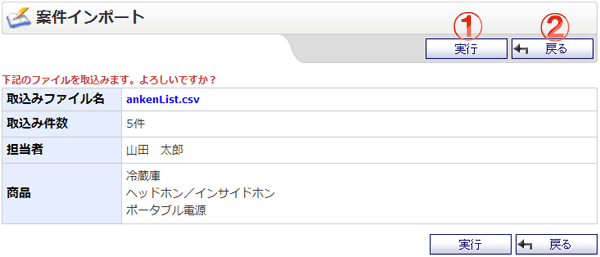 案件インポート
① ②
実行 戻る
下記のファイルを取込みます。よろしいですか？
取込みファイル名 ankenList.csv
取込み件数 5件
担当者 山田　太郎
商品 冷蔵庫
ヘッドホン／インサイドホン
ポータブル電源
実行 戻る